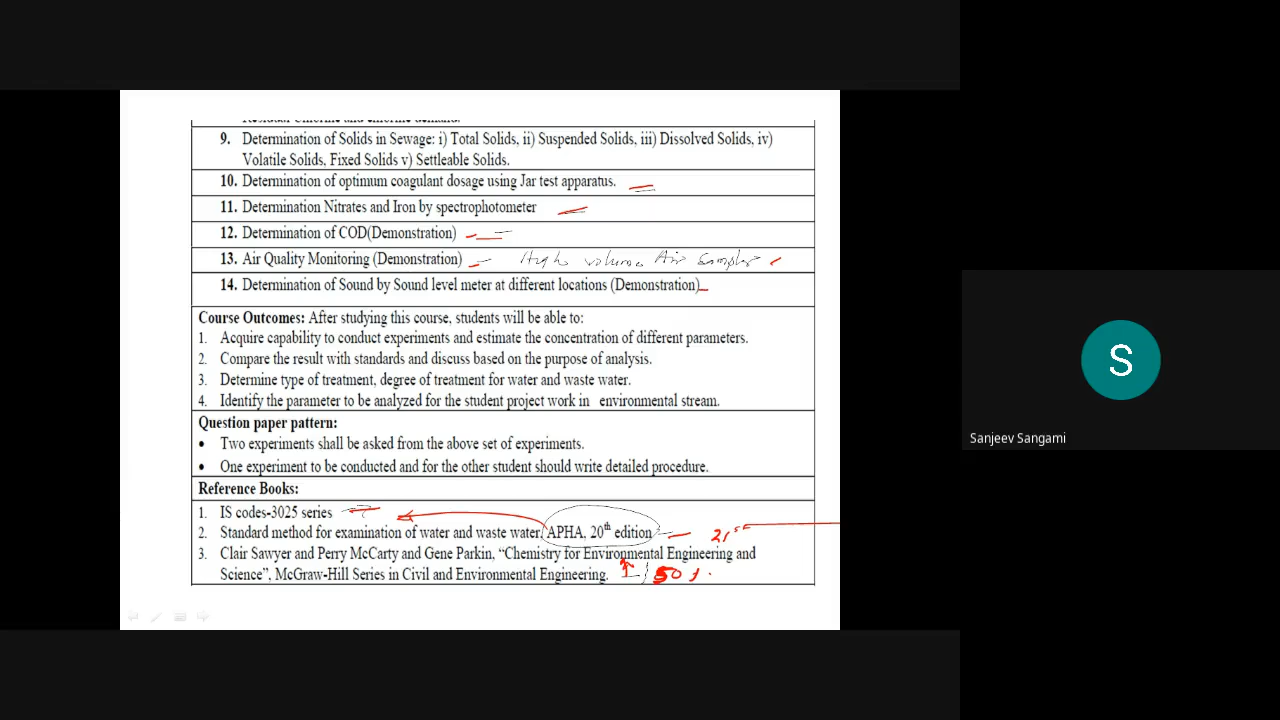 Residual Chlorine and chlorine demand.
9. Determination of Solids in Sewage: i) Total Solids, ii) Suspended Solids, iii) Dissolved Solids, iv)
Volatile Solids, Fixed Solids v) Settleable Solids.
10. Determination of optimum coagulant dosage using Jar test apparatus.
11. Determination Nitrates and Iron by spectrophotometer
12. Determination of COD(Demonstration)
13. Air Quality Monitoring (Demonstration) High volume Air Sampler
14. Determination of Sound by Sound level meter at different locations (Demonstration)
Course Outcomes: After studying this course, students will be able to:
1. Acquire capability to conduct experiments and estimate the concentration of different parameters.
2. Compare the result with standards and discuss based on the purpose of analysis.
3. Determine type of treatment, degree of treatment for water and waste water.
4. Identify the parameter to be analyzed for the student project work in environmental stream.
Question paper pattern:
• Two experiments shall be asked from the above set of experiments.
• One experiment to be conducted and for the other student should write detailed procedure.
Reference Books:
1. IS codes-3025 series
2. Standard method for examination of water and waste water, APHA, 20th edition 21st
3. Clair Sawyer and Perry McCarty and Gene Parkin, “Chemistry for Environmental Engineering and
Science”, McGraw-Hill Series in Civil and Environmental Engineering. 50
S
Sanjeev Sangami